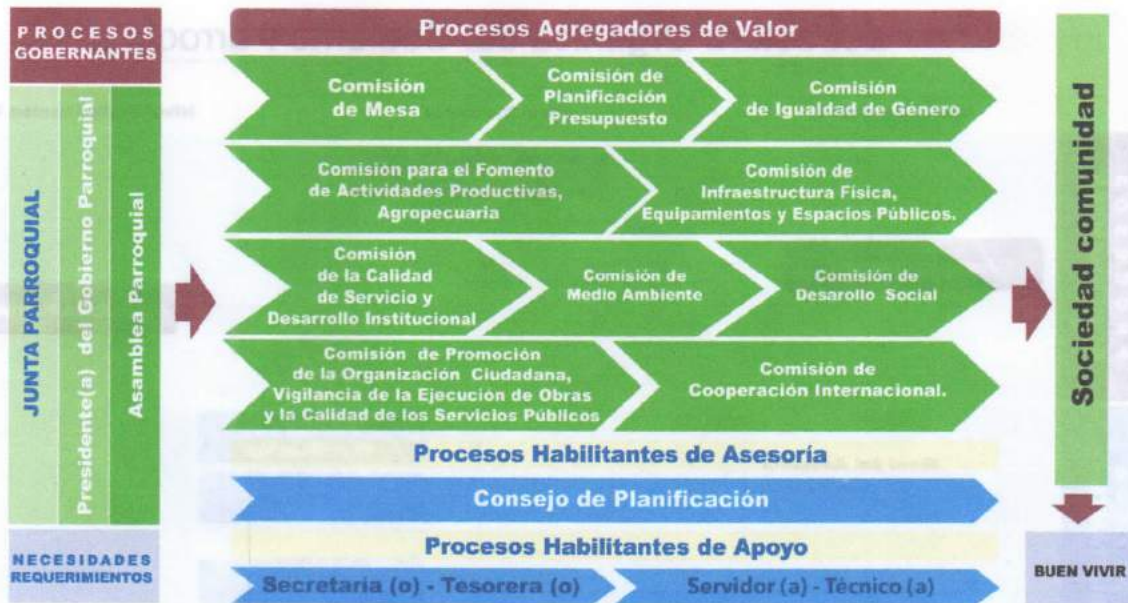 PROCESOS
GOBERNANTES
JUNTA PARROQUIAL
Presidente(a) del Gobierno Parroquial
Asamblea Parroquial
NECESIDADES
REQUERIMIENTOS
Procesos Agregadores de Valor
Comisión
de Mesa
Comisión de
Planificación
Presupuesto
Comisión
de Igualdad de Género
Comisión para el Fomento
de Actividades Productivas,
Agropecuaria
Comisión de
Infraestructura Física,
Equipamientos y Espacios Públicos.
Comisión
de la Calidad
de Servicio y
Desarrollo Institucional
Comisión de
Medio Ambiente
Comisión de
Desarollo Social
Comisión de Promoción
de la Organización Ciudadana,
Vigilancia de la Ejecución de Obras
y la Calidad de los Servicios Públicos
Comisión de
Cooperación Internacional.
Procesos Habilitantes de Asesoría
Consejo de Planificación
Procesos Habilitantes de Apoyo
Secretaria (o) - Tesorera (o)
Servidor (a) - Técnico (a)
Sociedad comunidad
BUEN VIVIR